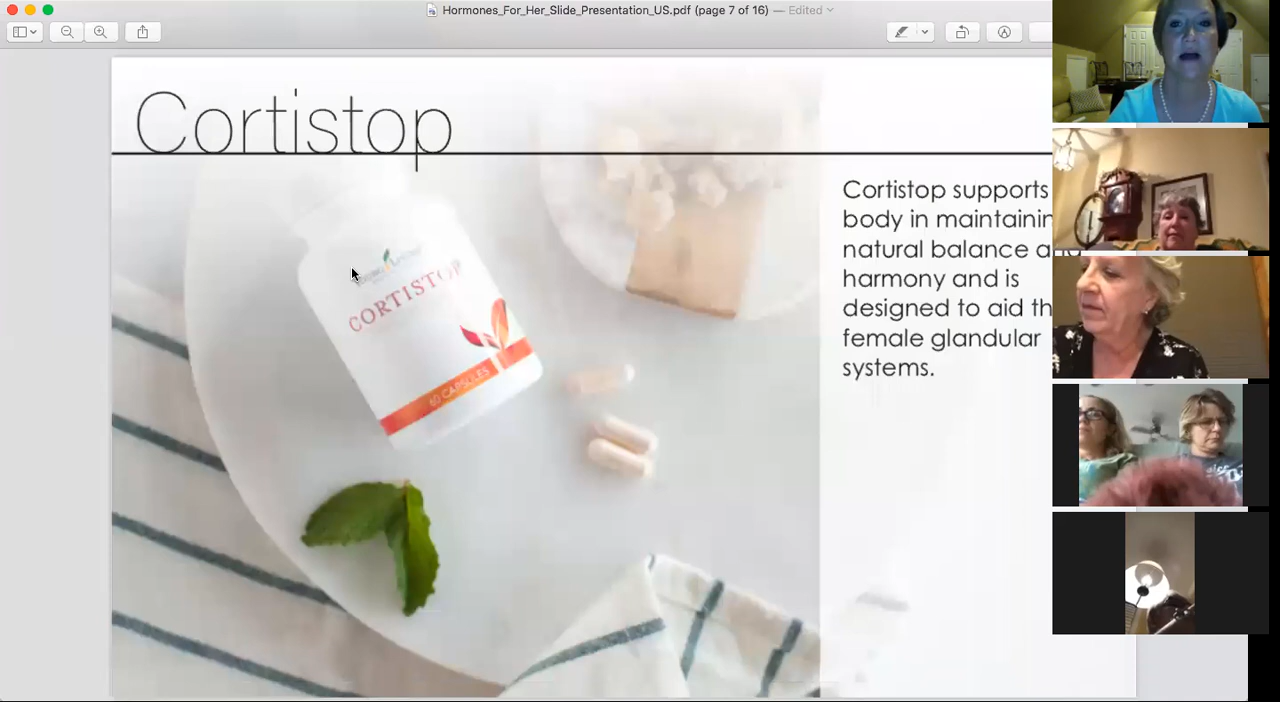 Hormones_For_Her_Slide_Presentation_US.pdf (page 7 of 16) — Edited
Cortistop
Cortistop supports
body in maintainin
natural balance and
harmony and is
designed to aid th
female glandular
systems.
CORTISTOP
60 CAPSULES